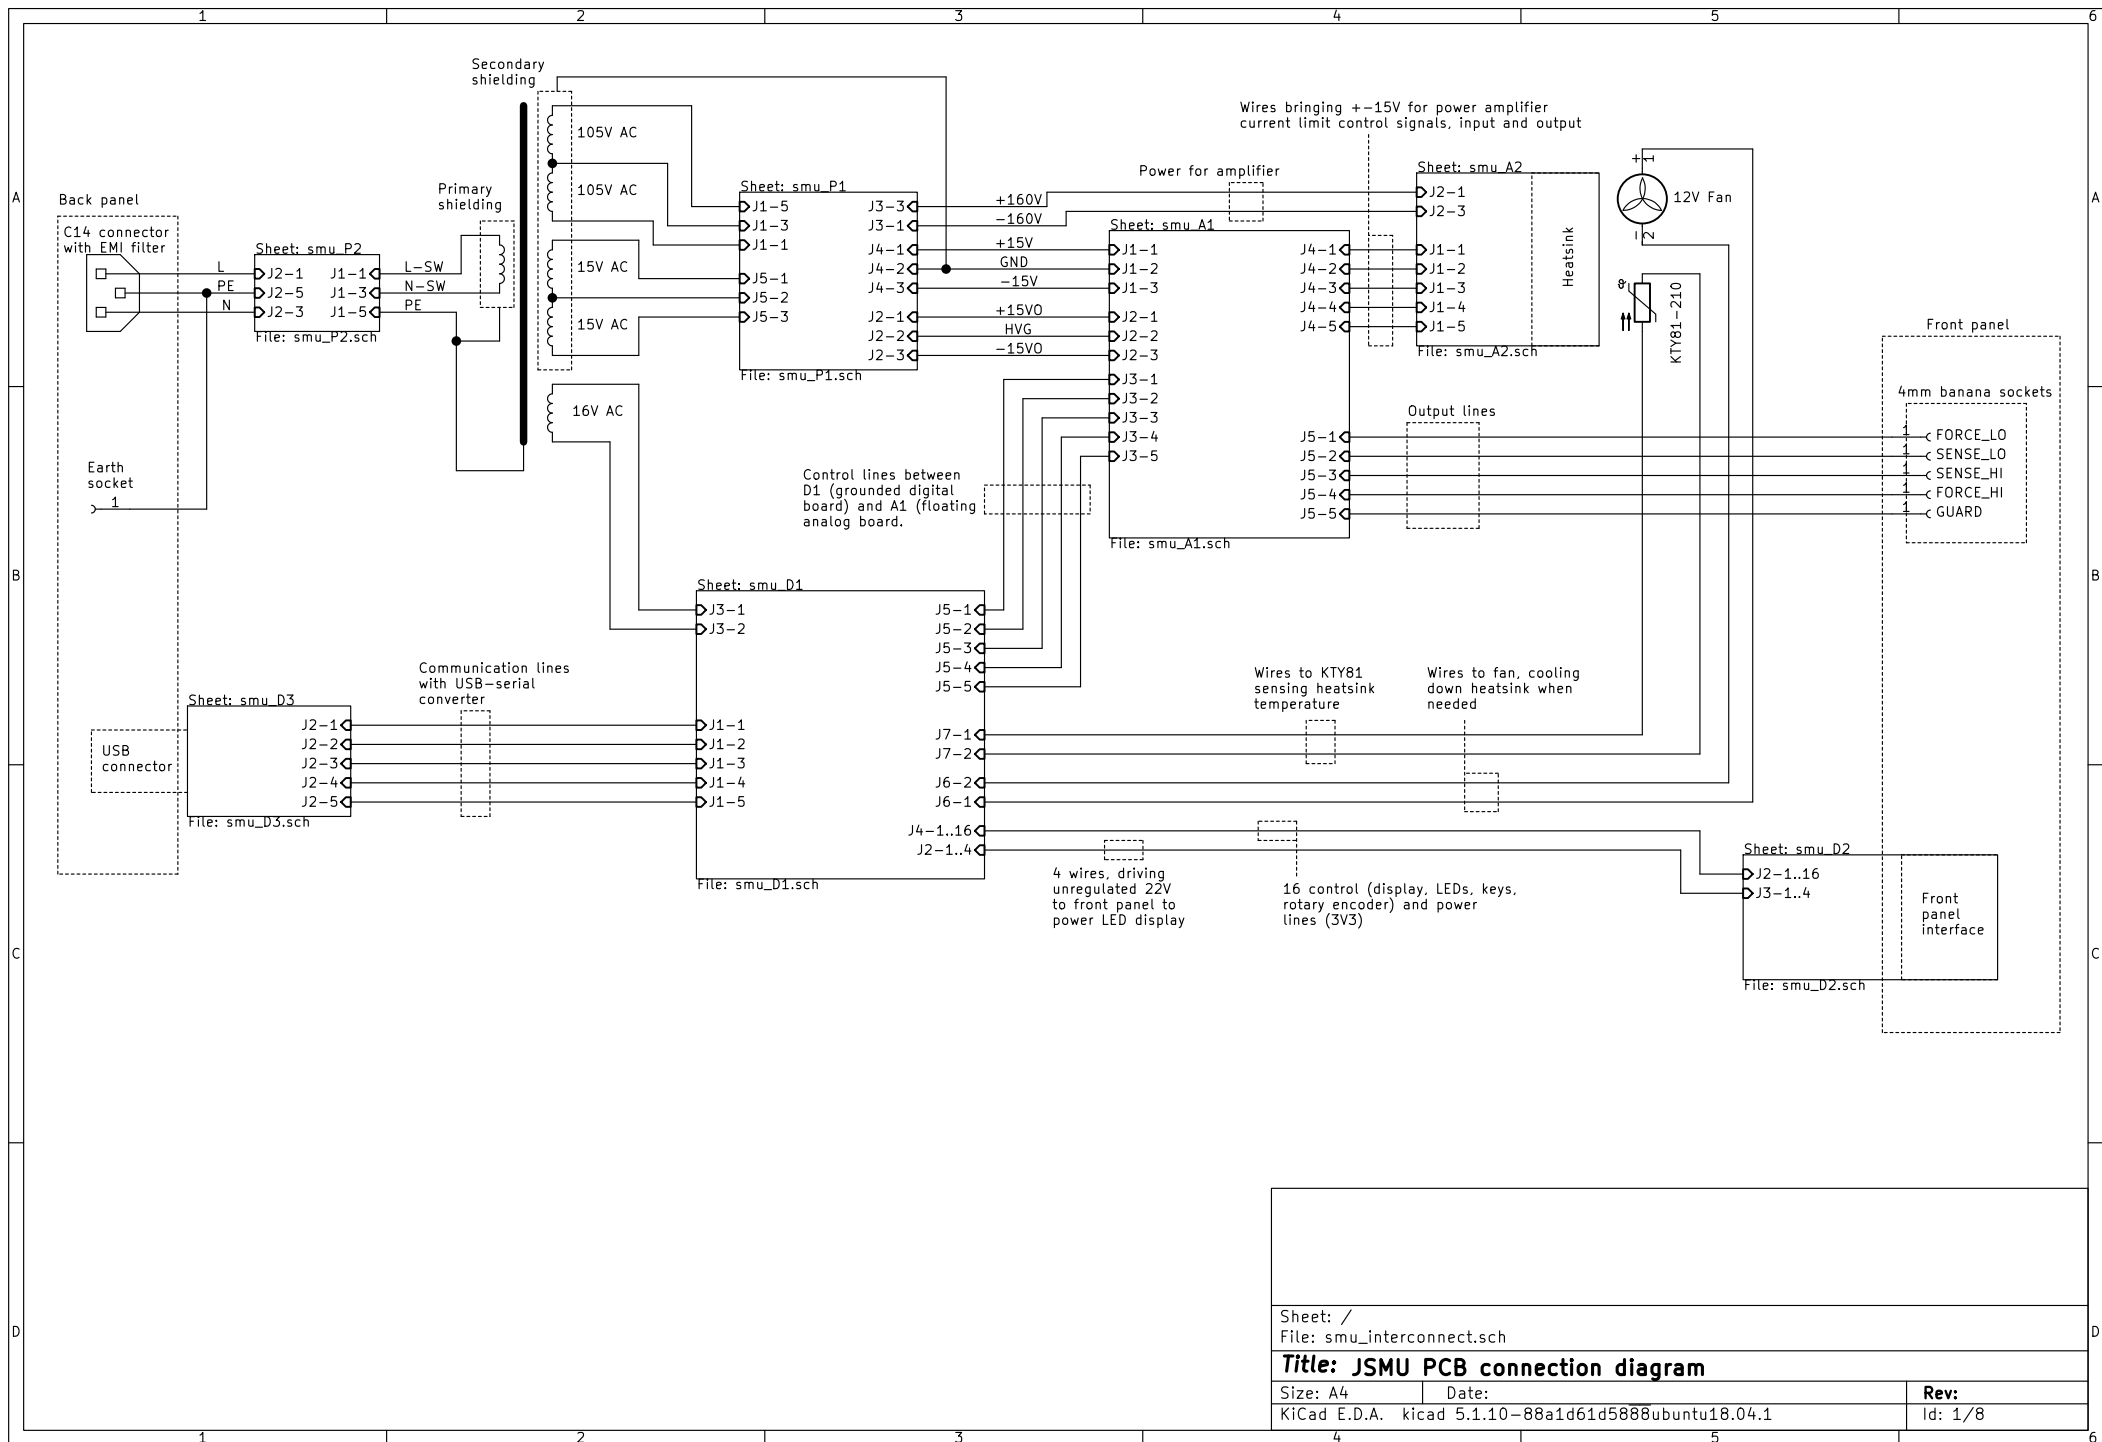 1 2 3 4 5 6
A
B
C
D
Back panel
C14 connector
with EMI filter
L
PE
N
Earth
socket
1
Sheet: smu_P2
J2-1 J1-1
J2-5 J1-3
J2-3 J1-5
File: smu_P2.sch
L-SW
N-SW
PE
Primary
shielding
Secondary
shielding
105V AC
105V AC
15V AC
15V AC
16V AC
Sheet: smu_P1
J1-5
J1-3
J1-1
J5-1
J5-2
J5-3
J3-3
J3-1
J4-1
J4-2
J4-3
J2-1
J2-2
J2-3
File: smu_P1.sch
+160V
-160V
+15V
GND
-15V
+15VO
HVG
-15VO
Power for amplifier
Wires bringing +-15V for power amplifier
current limit control signals, input and output
Sheet: smu_A1
J1-1
J1-2
J1-3
J2-1
J2-2
J2-3
J3-1
J3-2
J3-3
J3-4
J3-5
J4-1
J4-2
J4-3
J4-4
J4-5
J5-1
J5-2
J5-3
J5-4
J5-5
File: smu_A1.sch
Sheet: smu_A2
J2-1
J2-3
J1-1
J1-2
J1-3
J1-4
J1-5
Heatsink
File: smu_A2.sch
+
1
12V Fan
-
2
θ
KTY81-210
Output lines
Front panel
4mm banana sockets
1 FORCE_LO
1 SENSE_LO
1 SENSE_HI
1 FORCE_HI
1 GUARD
Control lines between
D1 (grounded digital
board) and A1 (floating
analog board.
Sheet: smu_D1
J3-1
J3-2
J1-1
J1-2
J1-3
J1-4
J1-5
J5-1
J5-2
J5-3
J5-4
J5-5
J7-1
J7-2
J6-2
J6-1
J4-1..16
J2-1..4
File: smu_D1.sch
Communication lines
with USB-serial
converter
Sheet: smu_D3
J2-1
J2-2
J2-3
J2-4
J2-5
File: smu_D3.sch
USB
connector
Wires to KTY81
sensing heatsink
temperature
Wires to fan, cooling
down heatsink when
needed
4 wires, driving
unregulated 22V
to front panel to
power LED display
16 control (display, LEDs, keys,
rotary encoder) and power
lines (3V3)
Sheet: smu_D2
J2-1..16
J3-1..4
Front
panel
interface
File: smu_D2.sch
A
B
C
D
Sheet: /
File: smu_interconnect.sch
Title: JSMU PCB connection diagram
Size: A4 Date: Rev:
KiCad E.D.A. kicad 5.1.10-88a1d61d5888ubuntu18.04.1 Id: 1/8
1 2 3 4 5 6